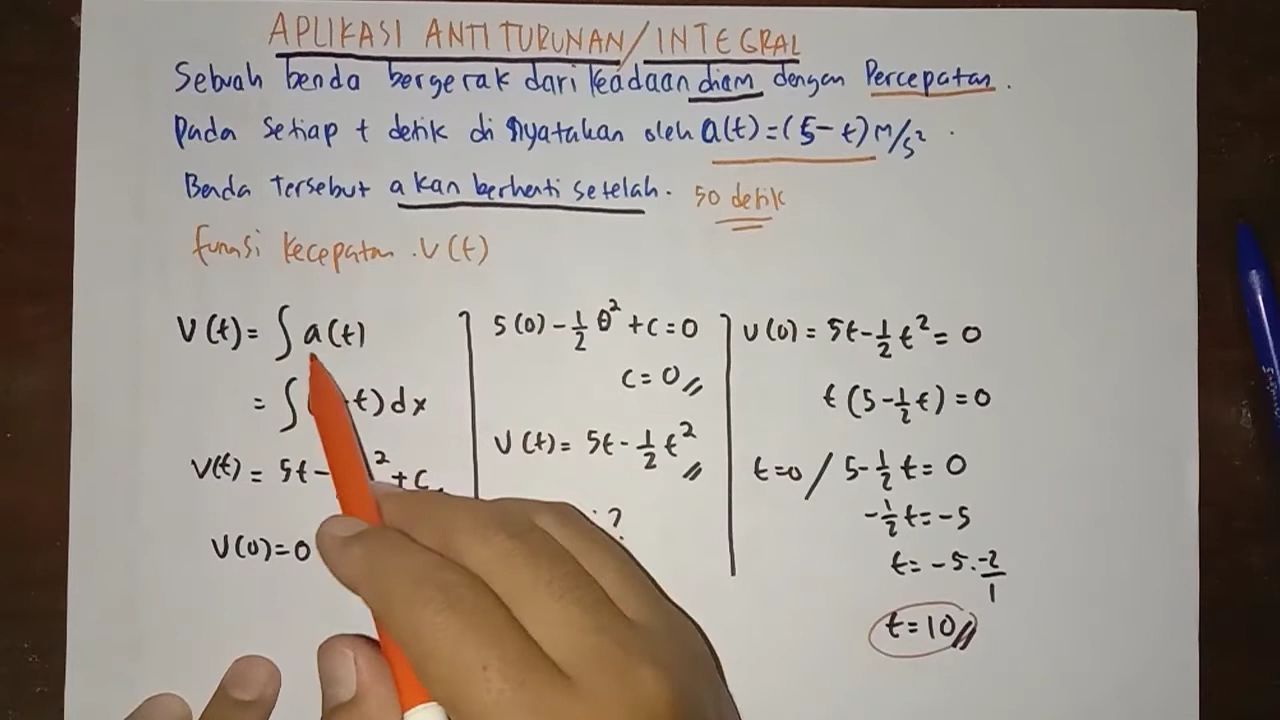 APLIKASI ANTI TURUNAN/INTEGRAL
Sebuah benda bergerak dari keadaan diam dengan Percepatan.
Pada setiap t detik di nyatakan oleh a(t)=(5-t)M/s².
Benda tersebut akan berhenti setelah. 50 detik
fungsi kecepatan. V(t)
V(t)= ∫ a(t)
= ∫ t) dx
V(t)= 5t- ² +C
V(0)=0
5(0)-1/2 0² +C=0
C=0
V(t)= 5t-1/2 t²
?
V(0)= 5t-1/2 t²= 0
t(5-1/2 t)=0
t=0 / 5-1/2 t=0
-1/2 t=-5
t=-5.-2/1
t=10